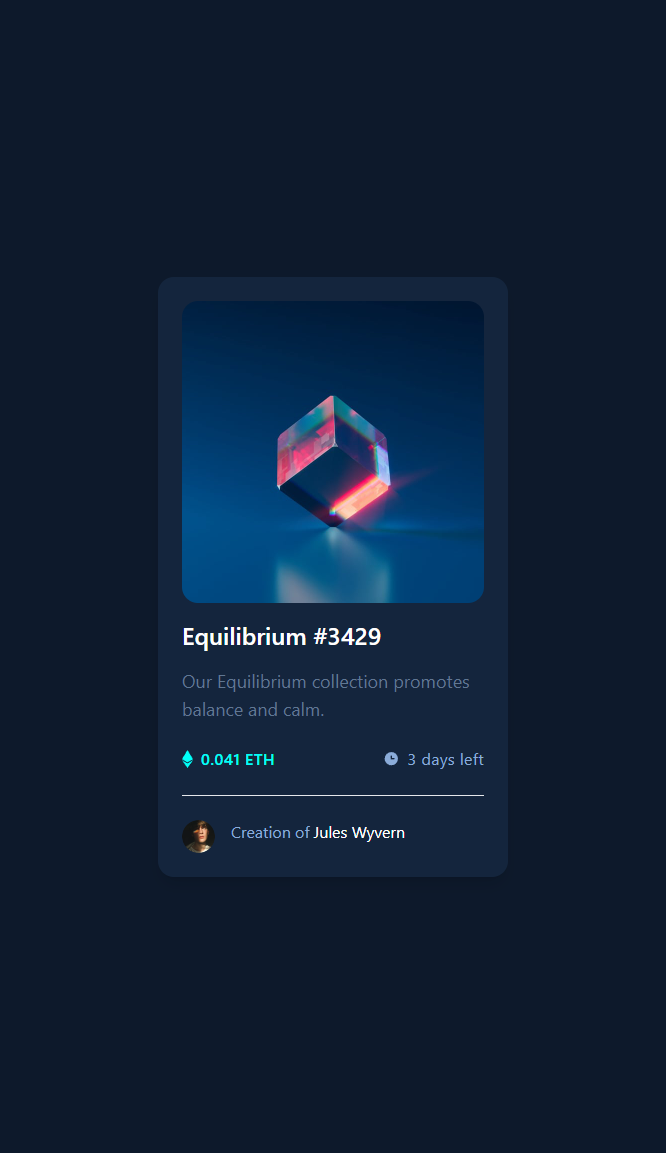 Equilibrium #3429
Our Equilibrium collection promotes
balance and calm.
0.041 ETH
3 days left
Creation of Jules Wyvern